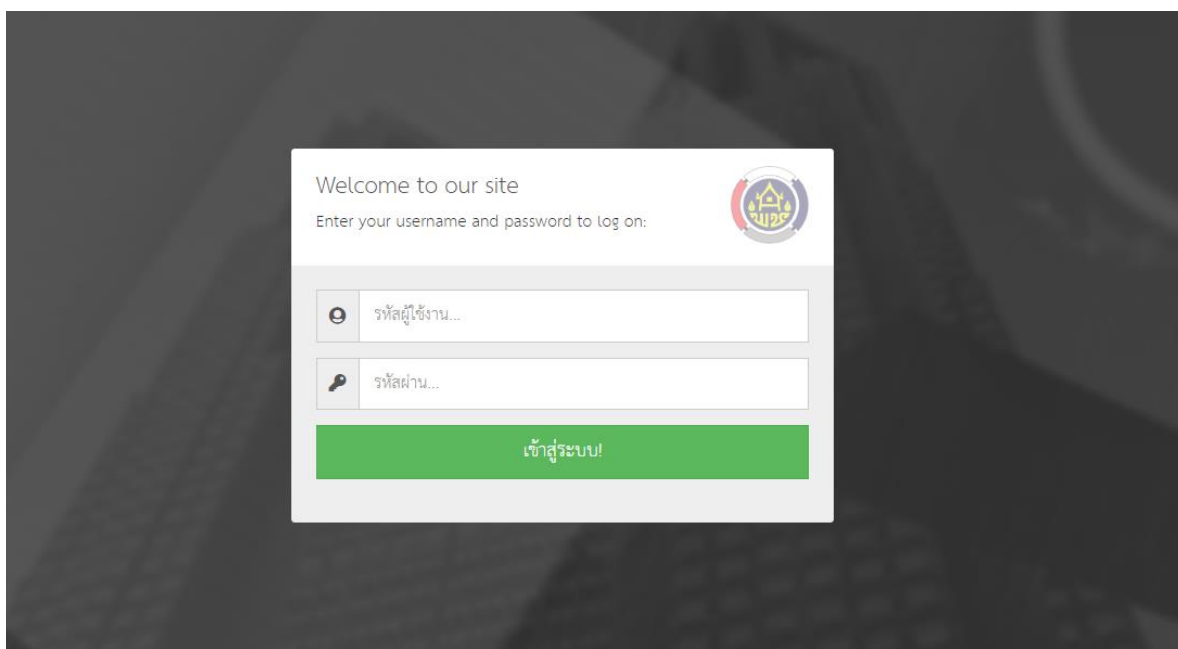 Welcome to our site
Enter your username and password to log on:
รหัสผู้ใช้งาน...
รหัสผ่าน...
เข้าสู่ระบบ!